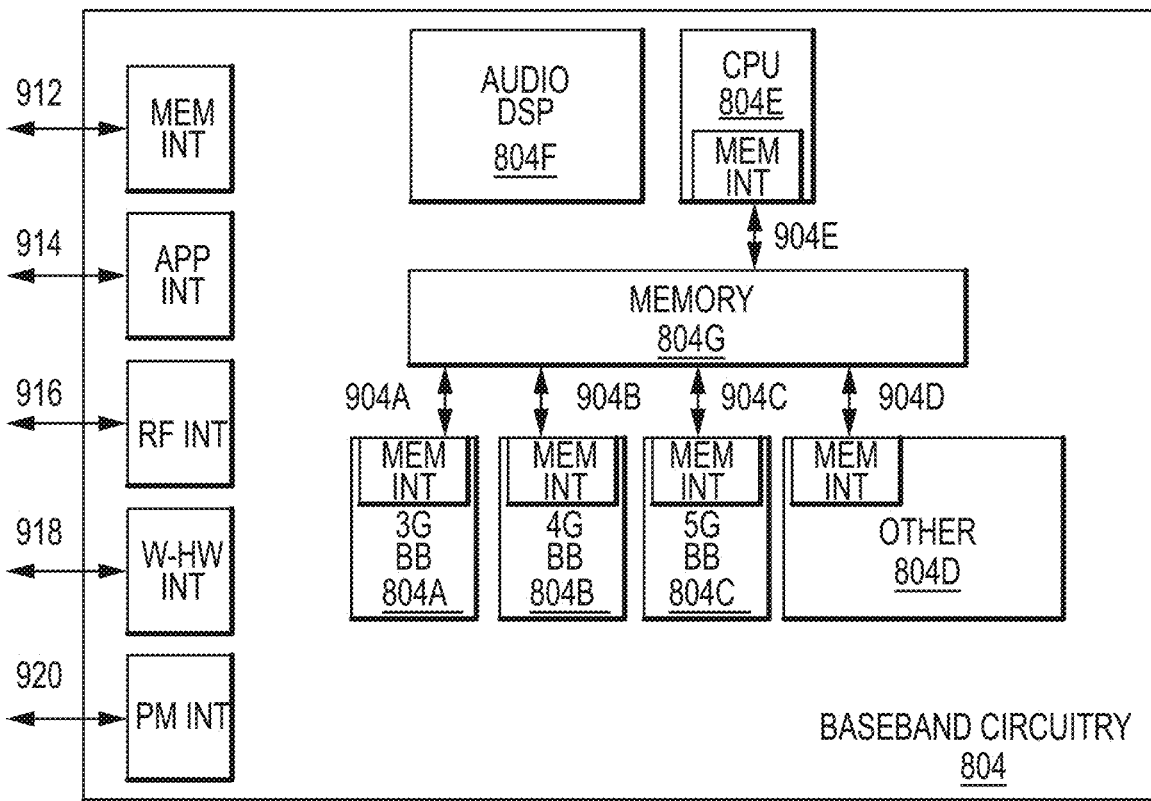 912
MEM
INT
914
APP
INT
916
RF INT
918
W-HW
INT
920
PM INT
AUDIO
DSP
804F
CPU
804E
MEM
INT
904E
MEMORY
804G
904A
904B
904C
904D
MEM
INT
3G
BB
804A
MEM
INT
4G
BB
804B
MEM
INT
5G
BB
804C
MEM
INT
OTHER
804D
BASEBAND CIRCUITRY
804